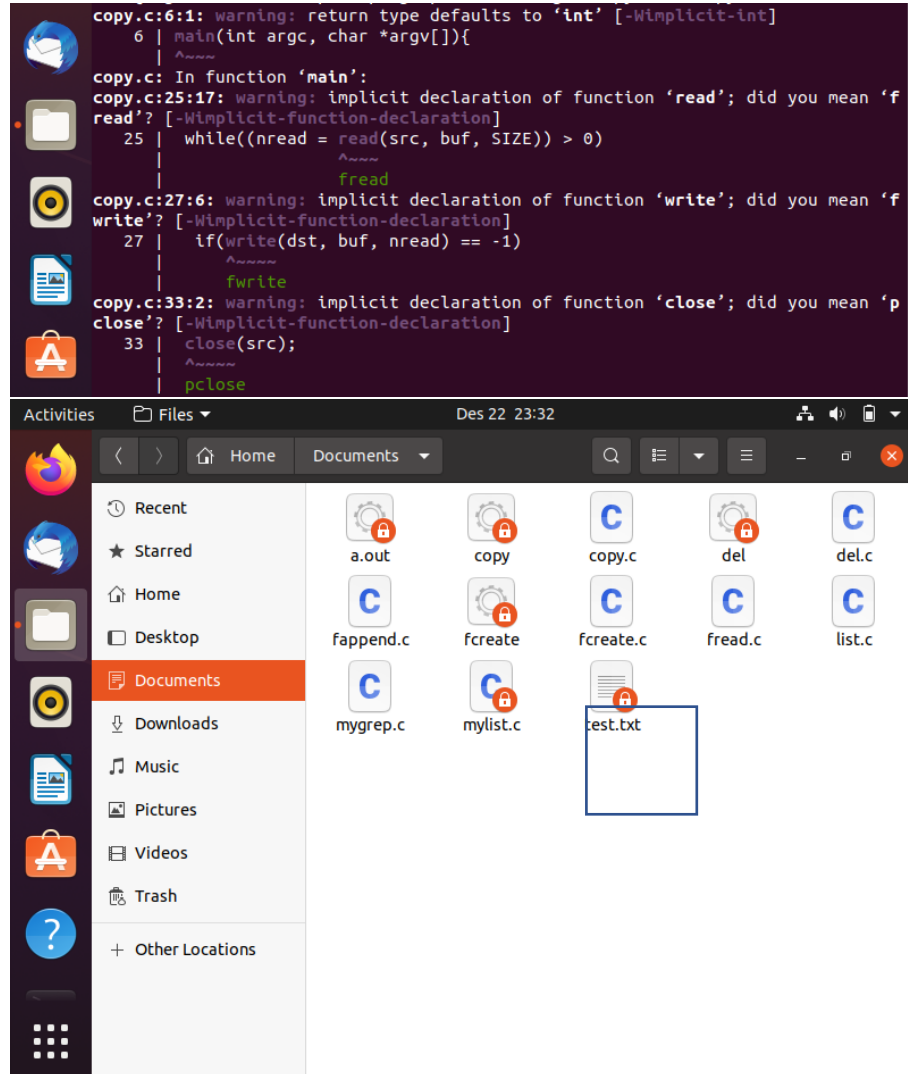 copy.c:6:1: warning: return type defaults to ‘int’ [-Wimplicit-int]
6 | main(int argc, char *argv[]){
| ^~~~
copy.c: In function ‘main’:
copy.c:25:17: warning: implicit declaration of function ‘read’; did you mean ‘f
read’? [-Wimplicit-function-declaration]
25 | while((nread = read(src, buf, SIZE)) > 0)
| ^~~~
| fread
copy.c:27:6: warning: implicit declaration of function ‘write’; did you mean ‘f
write’? [-Wimplicit-function-declaration]
27 | if(write(dst, buf, nread) == -1)
| ^~~~~
| fwrite
copy.c:33:2: warning: implicit declaration of function ‘close’; did you mean ‘p
close’? [-Wimplicit-function-declaration]
33 | close(src);
| ^~~~~
| pclose
Activities Files Des 22 23:32
Home Documents
Recent
Starred
Home
Desktop
Documents
Downloads
Music
Pictures
Videos
Trash
+ Other Locations
a.out copy copy.c del del.c
fappend.c fcreate fcreate.c fread.c list.c
mygrep.c mylist.c test.txt